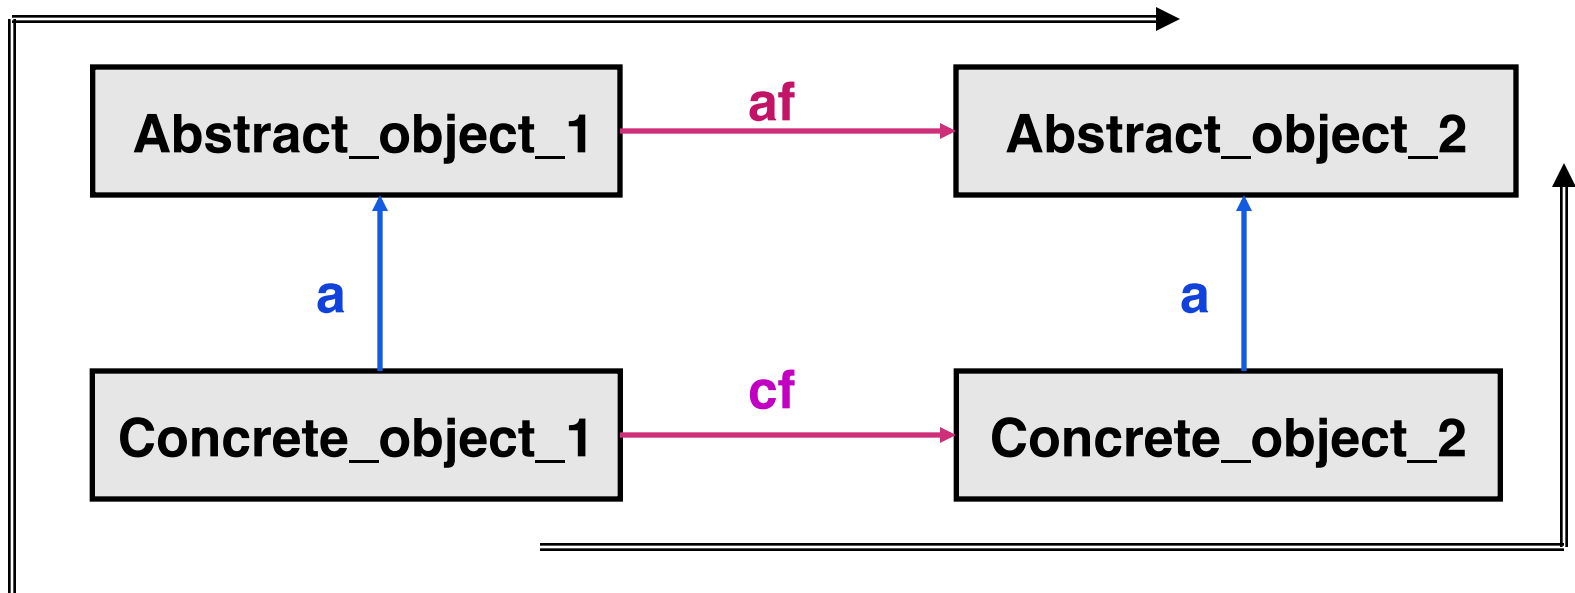 af
Abstract_object_1
Abstract_object_2
a
a
cf
Concrete_object_1
Concrete_object_2